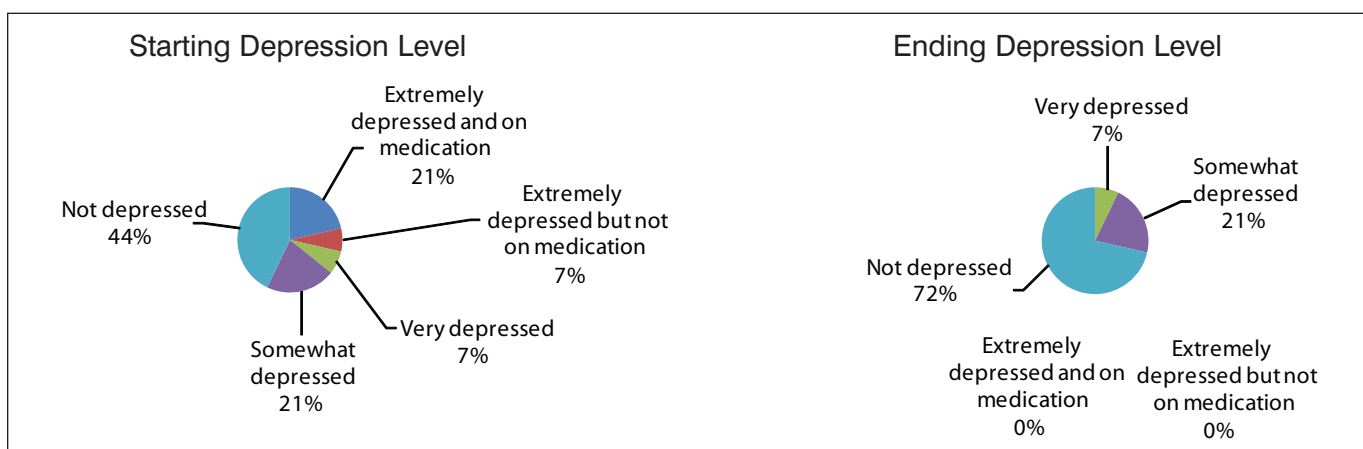 Starting Depression Level
Extremely
depressed and on
medication
21%
Extremely
depressed but not
on medication
7%
Very depressed
7%
Somewhat
depressed
21%
Not depressed
44%
Ending Depression Level
Very depressed
7%
Somewhat
depressed
21%
Not depressed
72%
Extremely
depressed and on
medication
0%
Extremely
depressed but not
on medication
0%